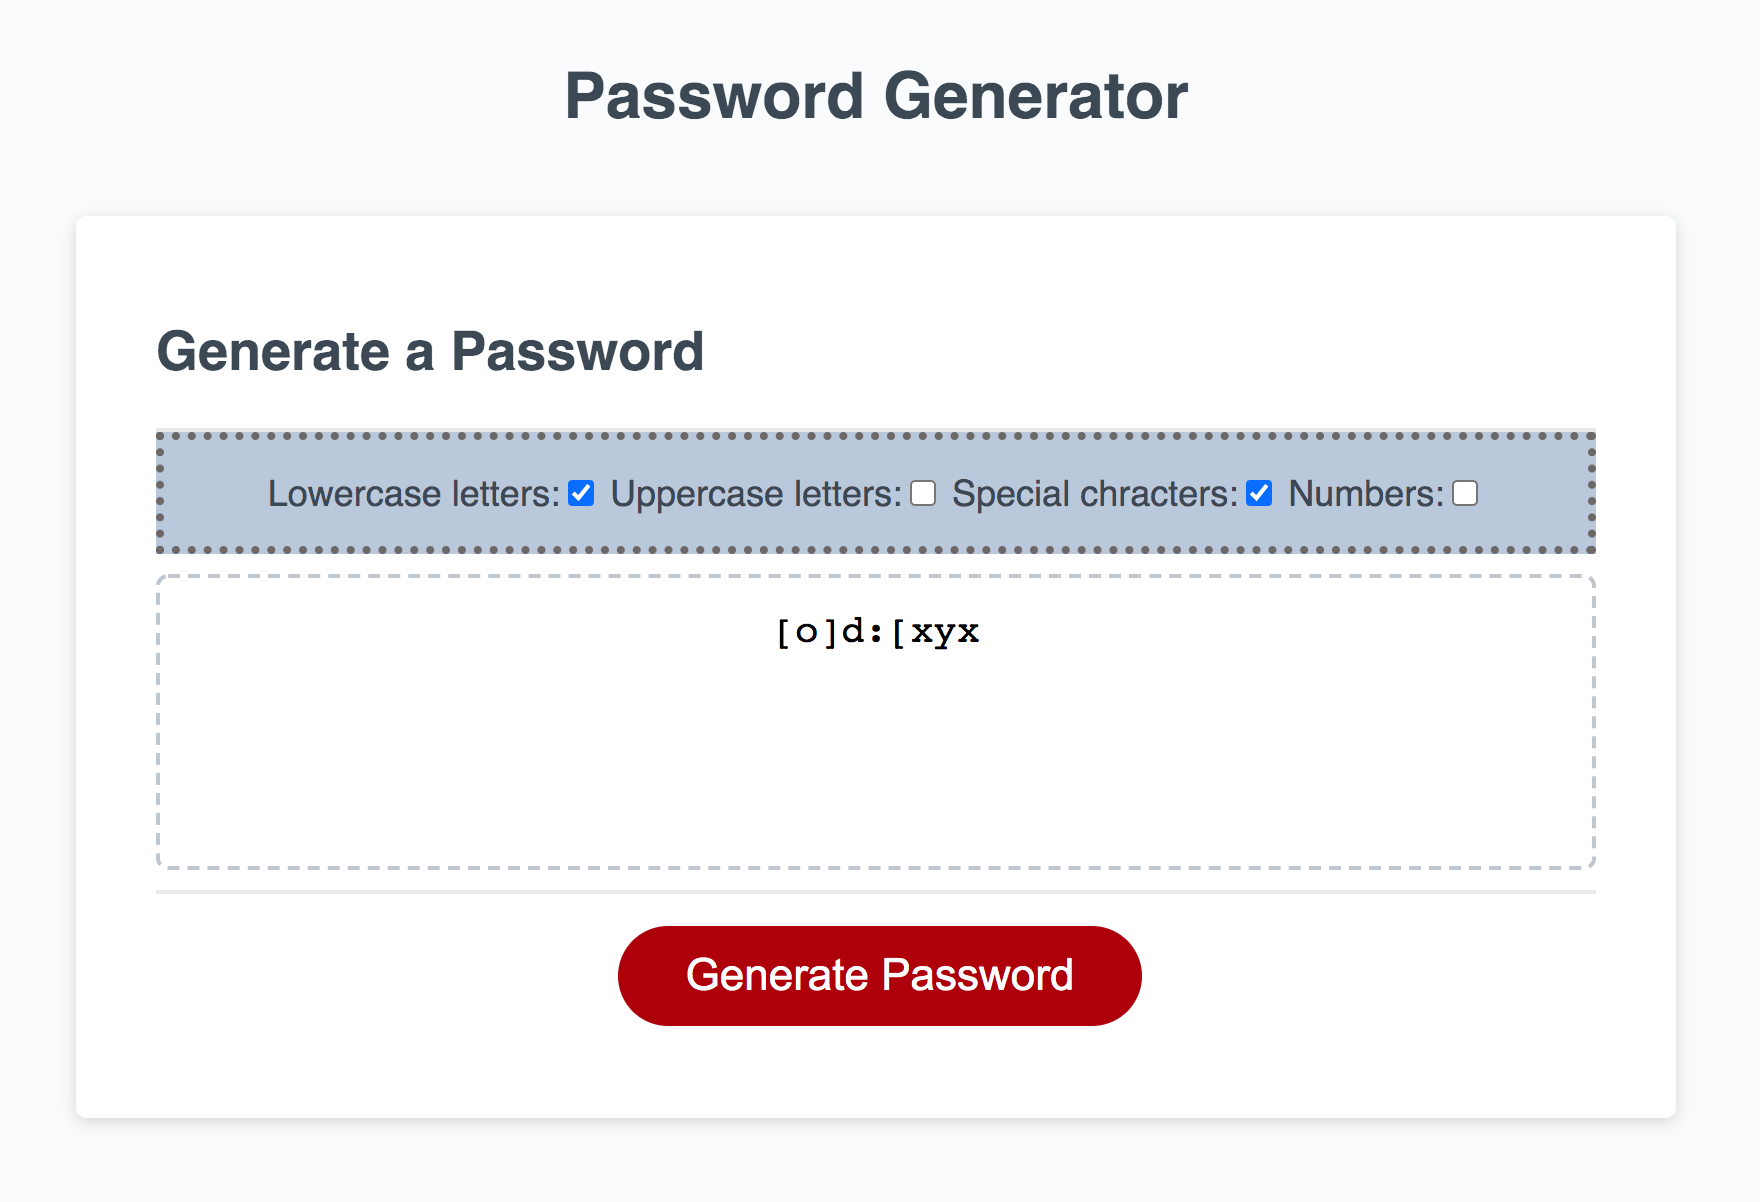 Password Generator
Generate a Password
Lowercase letters: Uppercase letters: Special chracters: Numbers:
[o]d:[xyx
Generate Password